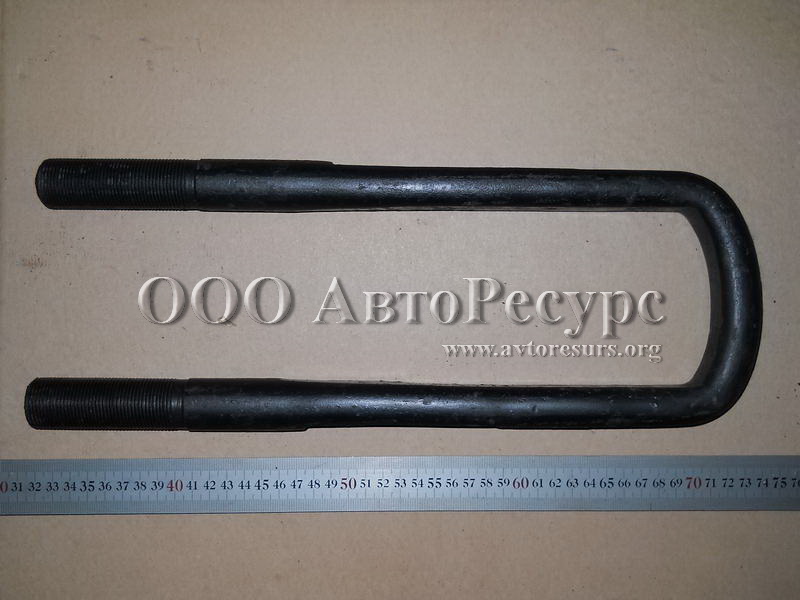 ООО АвтоРесурс
www.avtoresurs.org
0 31 32 33 34 35 36 37 38 39 40 41 42 43 44 45 46 47 48 49 50 51 52 53 54 55 56 57 58 59 60 61 62 63 64 65 66 67 68 69 70 71 72 73 74 75